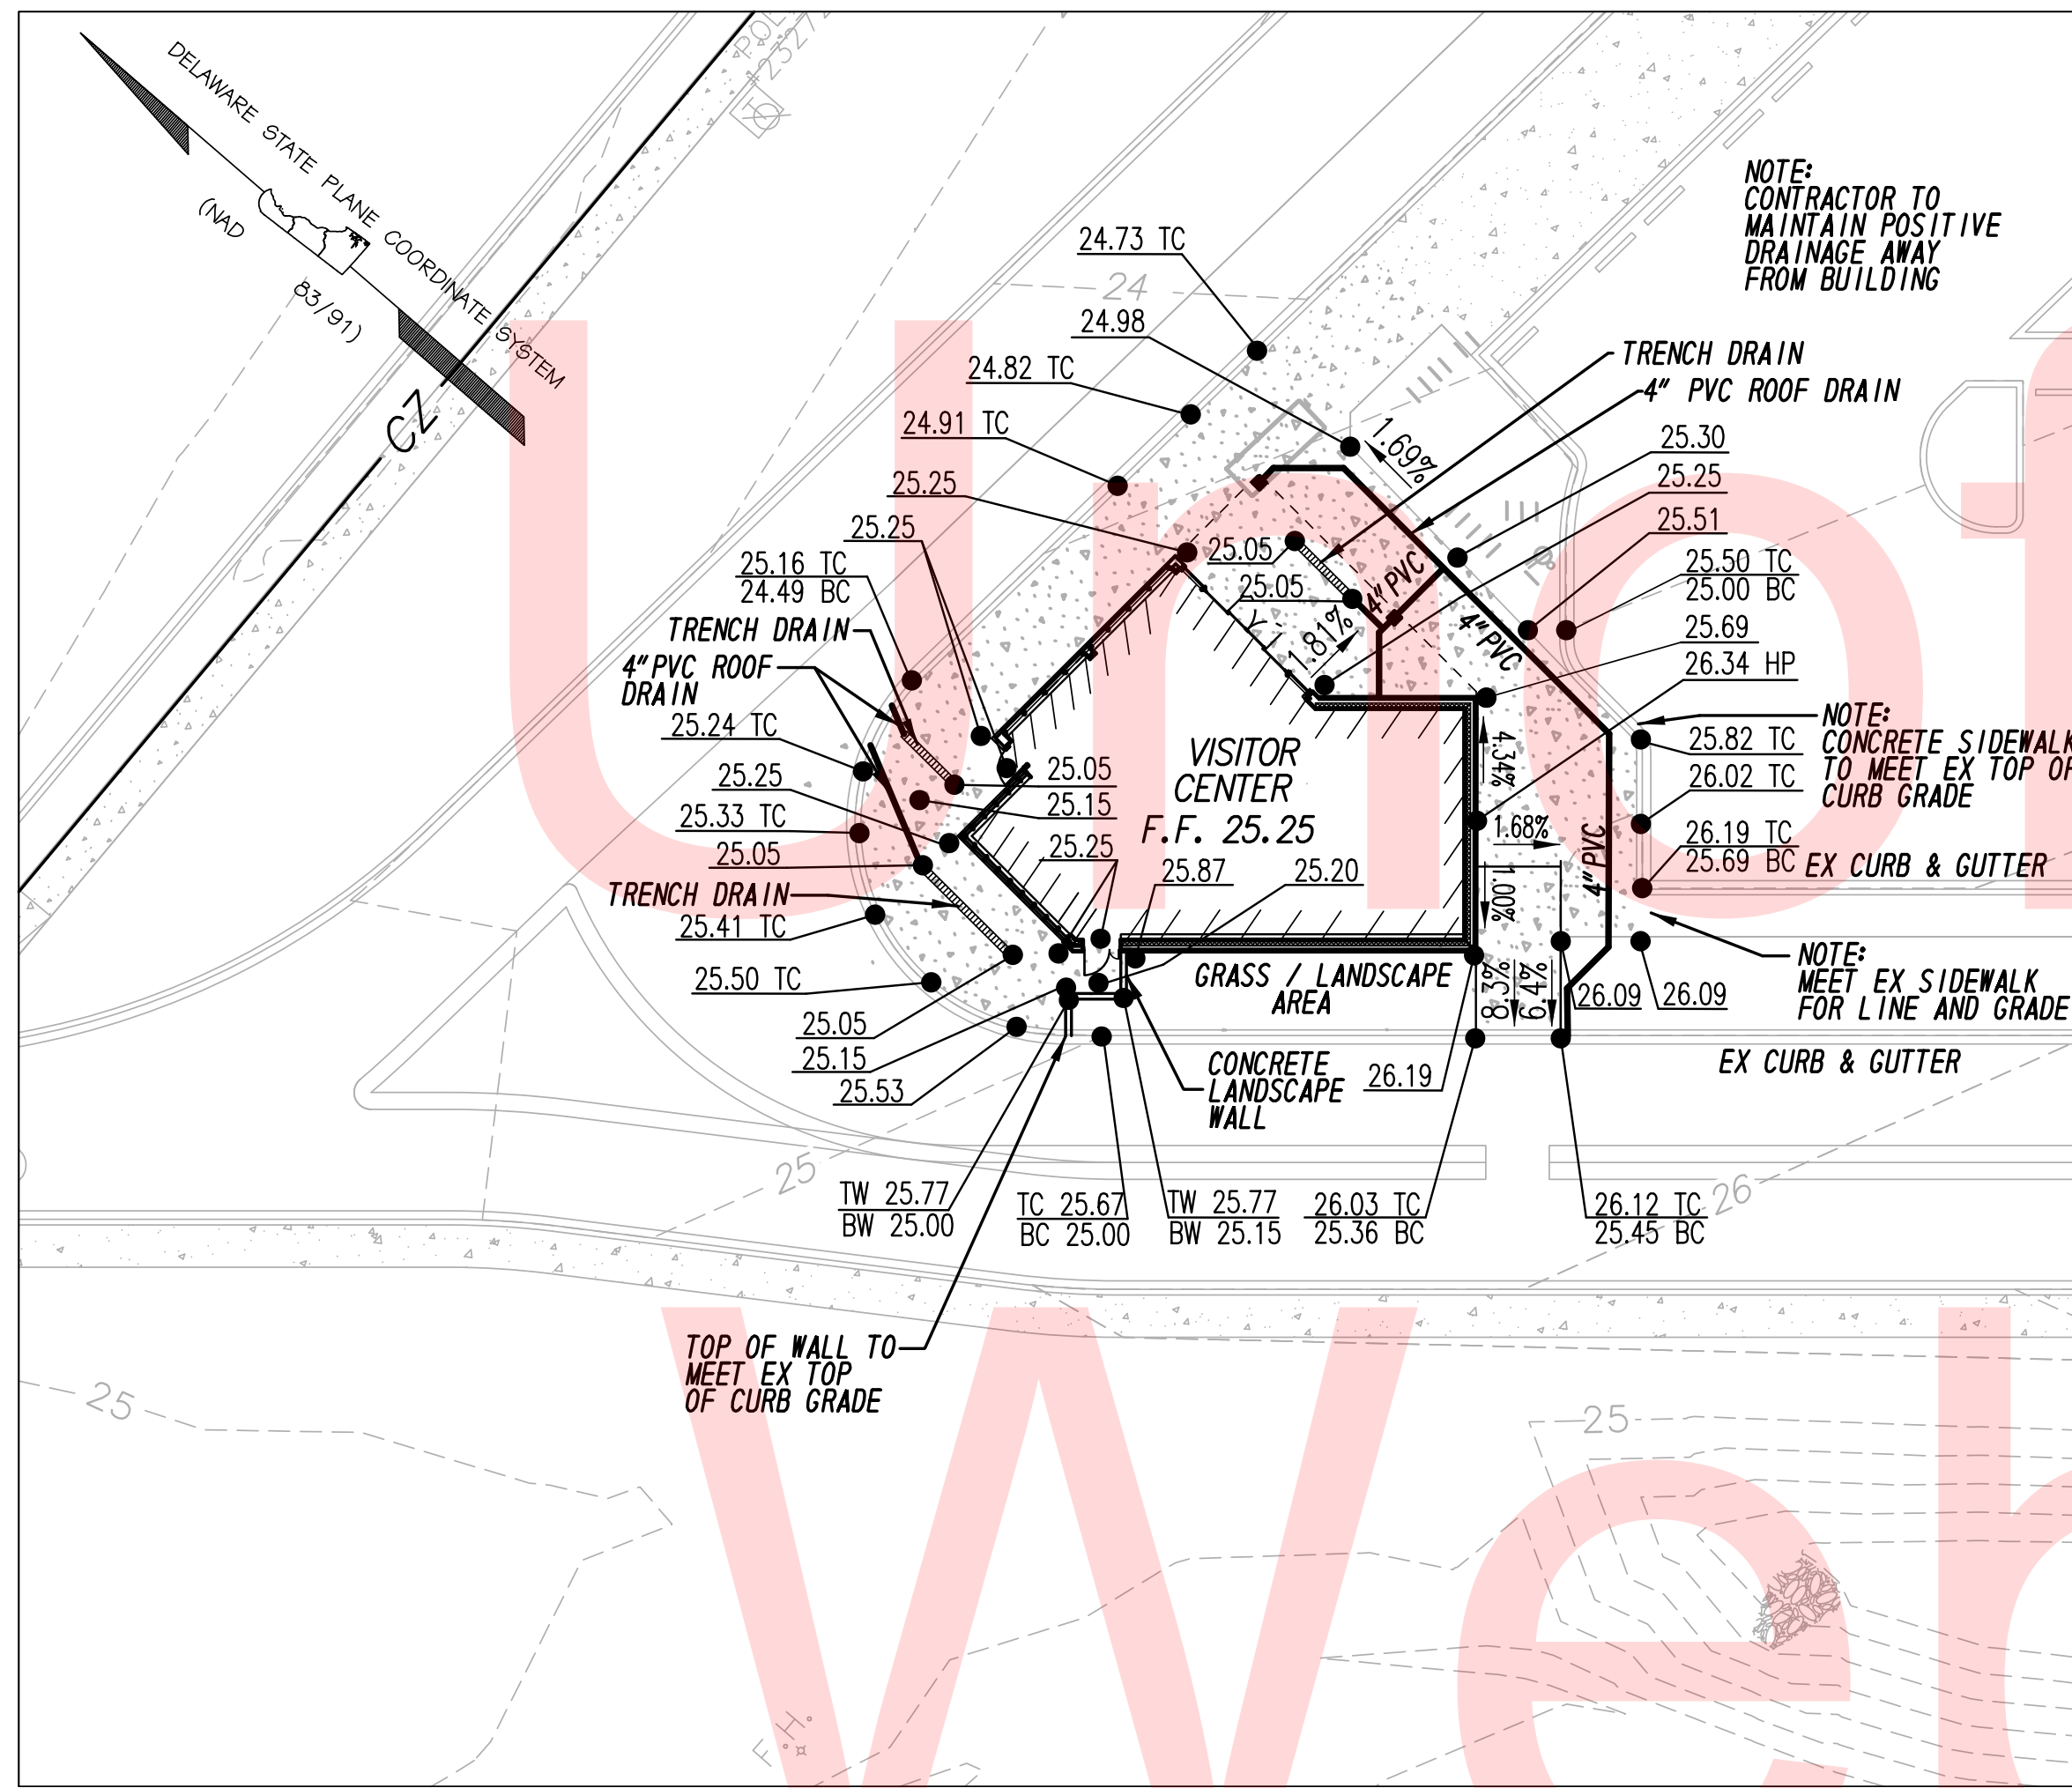 DELAWARE STATE PLANE COORDINATE SYSTEM
(NAD 83/91)
CZ
NOTE:
CONTRACTOR TO
MAINTAIN POSITIVE
DRAINAGE AWAY
FROM BUILDING
24.73 TC
24
24.98
24.82 TC
24.91 TC
25.25
25.25
25.16 TC
24.49 BC
TRENCH DRAIN
4" PVC ROOF
DRAIN
25.24 TC
25.25
25.33 TC
25.05
TRENCH DRAIN
25.41 TC
25.50 TC
25.05
25.15
25.53
TRENCH DRAIN
4" PVC ROOF DRAIN
1.69%
25.30
25.25
25.51
25.50 TC
25.00 BC
25.69
26.34 HP
25.05
25.05
4" PVC
1.81%
4" PVC
NOTE:
CONCRETE SIDEWALK
TO MEET EX TOP OF
CURB GRADE
25.82 TC
26.02 TC
26.19 TC
25.69 BC
EX CURB & GUTTER
VISITOR
CENTER
F.F. 25.25
25.05
25.15
25.25
25.87
25.20
4.34%
1.68%
1.00%
4" PVC
8.3%
6.4%
26.09
26.09
NOTE:
MEET EX SIDEWALK
FOR LINE AND GRADE
GRASS / LANDSCAPE
AREA
EX CURB & GUTTER
CONCRETE
LANDSCAPE
WALL
26.19
25
TW 25.77
BW 25.00
TC 25.67
BC 25.00
TW 25.77
BW 25.15
26.03 TC
25.36 BC
26.12 TC
25.45 BC
26
TOP OF WALL TO
MEET EX TOP
OF CURB GRADE
25
25
F.H.